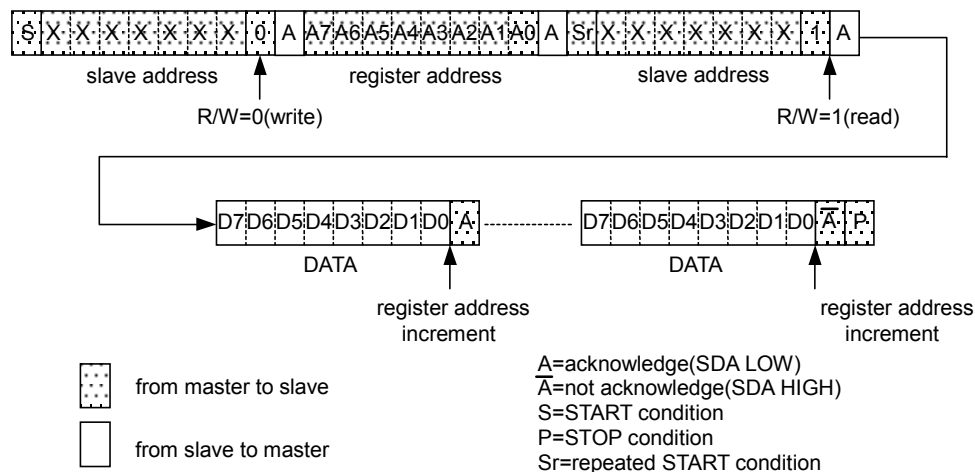 S X X X X X X X 0 A A7 A6 A5 A4 A3 A2 A1 A0 A Sr X X X X X X X 1 A
slave address register address slave address
R/W=0(write) R/W=1(read)
D7 D6 D5 D4 D3 D2 D1 D0 A D7 D6 D5 D4 D3 D2 D1 D0 A̅ P
DATA DATA
register address register address
increment increment
from master to slave
from slave to master
A=acknowledge(SDA LOW)
A̅=not acknowledge(SDA HIGH)
S=START condition
P=STOP condition
Sr=repeated START condition